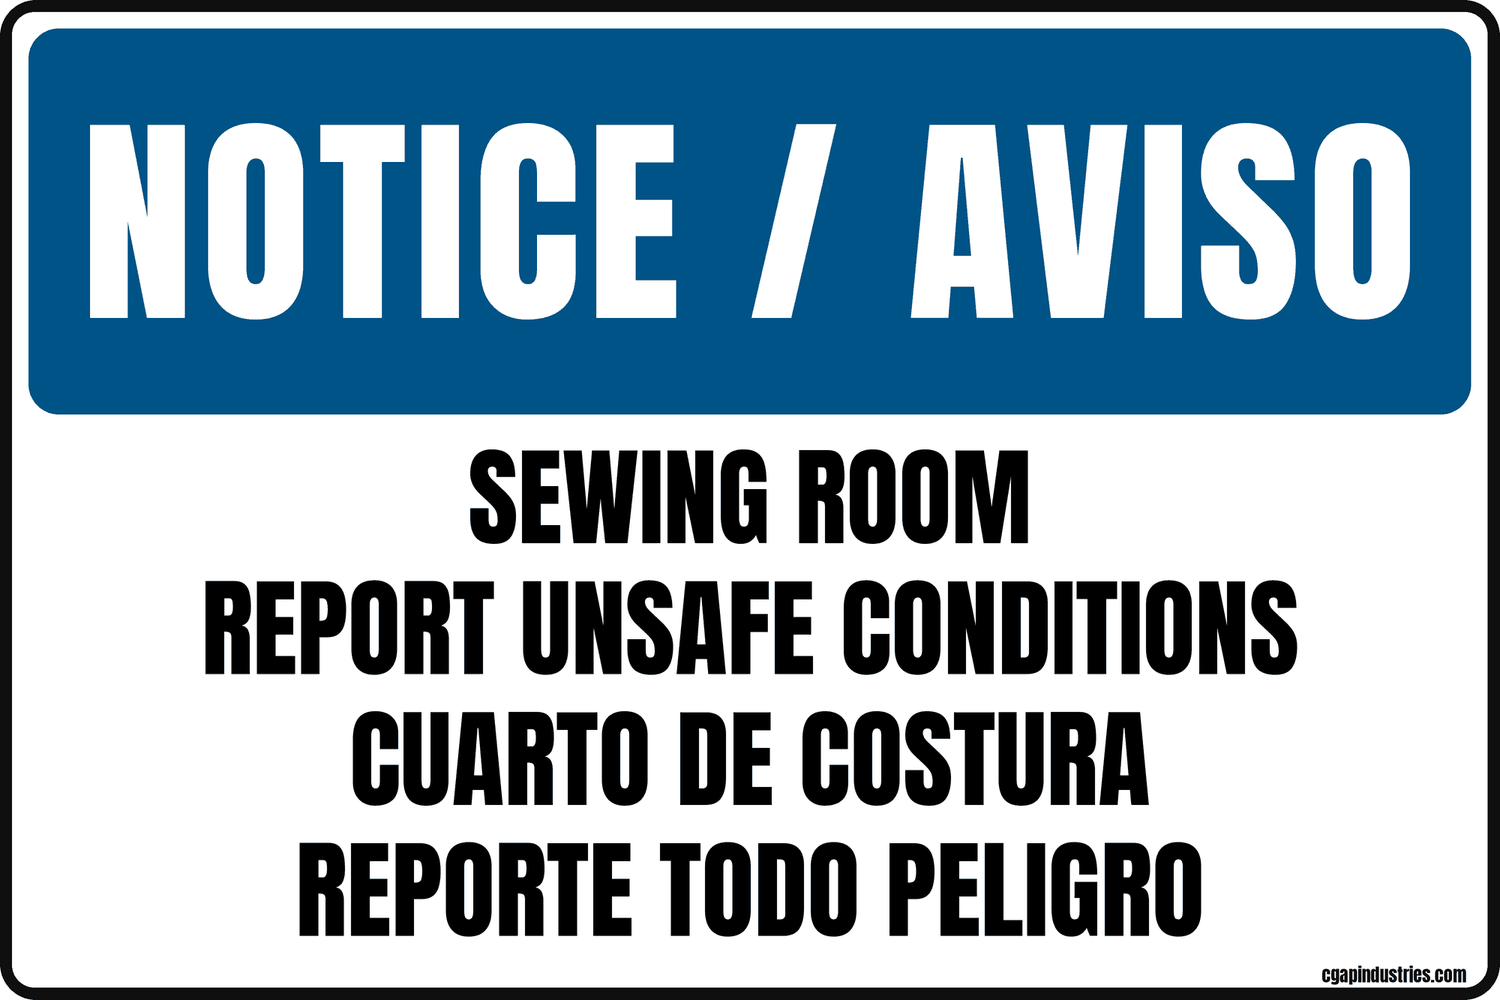 NOTICE / AVISO
SEWING ROOM
REPORT UNSAFE CONDITIONS
CUARTO DE COSTURA
REPORTE TODO PELIGRO
cgapindustries.com